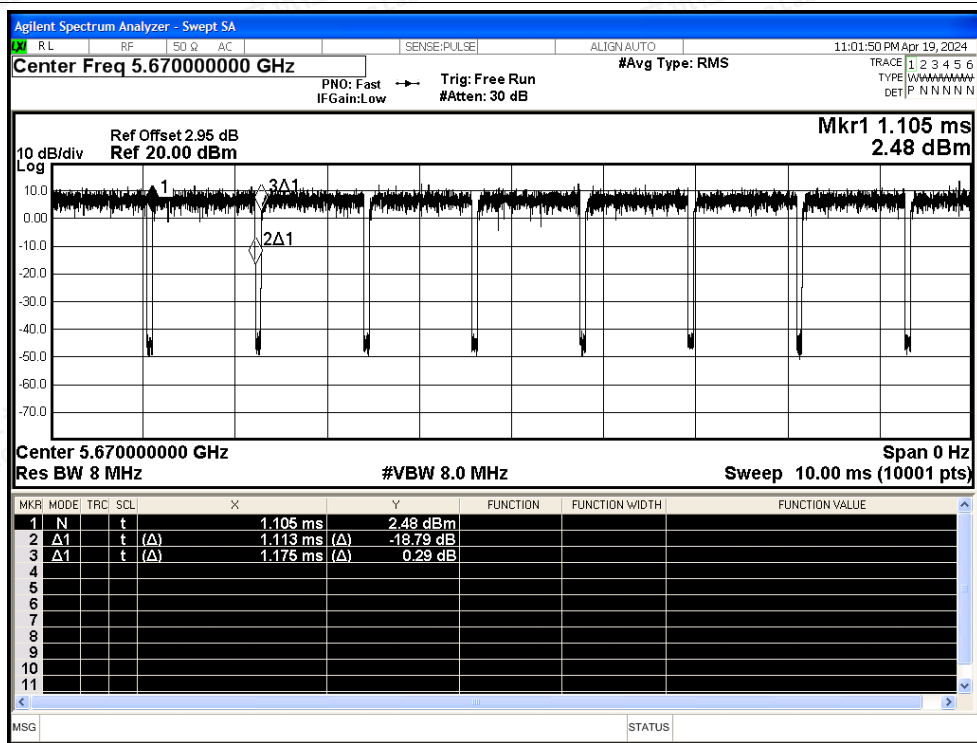 Agilent Spectrum Analyzer - Swept SA
LXI RL RF 50 Ω AC SENSE:PULSE ALIGN AUTO 11:01:50 PM Apr 19, 2024
Center Freq 5.670000000 GHz #Avg Type: RMS TRACE 1 2 3 4 5 6
PNO: Fast Trig: Free Run TYPE WWWWWW
IFGain:Low #Atten: 30 dB DET P N N N N N
Mkr1 1.105 ms
Ref Offset 2.95 dB
10 dB/div Ref 20.00 dBm 2.48 dBm
Log
10.0
1
3Δ1
0.00
2Δ1
-10.0
-20.0
-30.0
-40.0
-50.0
-60.0
-70.0
Center 5.670000000 GHz Span 0 Hz
Res BW 8 MHz #VBW 8.0 MHz Sweep 10.00 ms (10001 pts)
MKR MODE TRC SCL X Y FUNCTION FUNCTION WIDTH FUNCTION VALUE
1 N t 1.105 ms 2.48 dBm
2 Δ1 t (Δ) 1.113 ms (Δ) -18.79 dB
3 Δ1 t (Δ) 1.175 ms (Δ) 0.29 dB
4
5
6
7
8
9
10
11
MSG STATUS